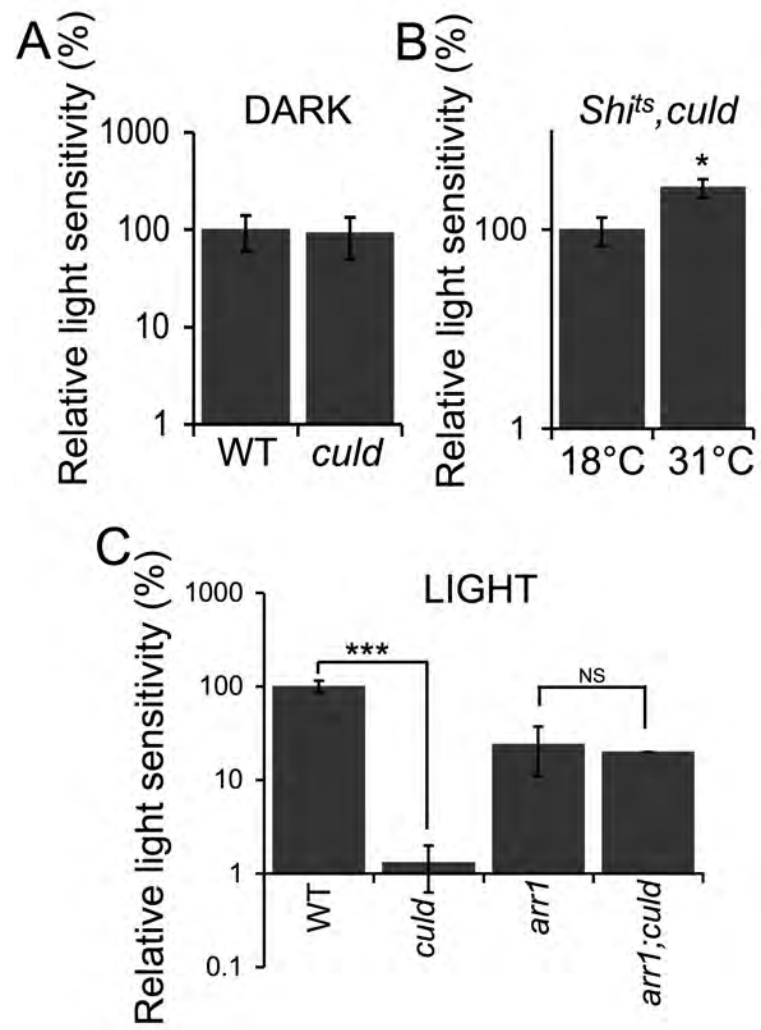 A
Relative light sensitivity (%)
DARK
1000
100
10
1
WT
culd
B
Relative light sensitivity (%)
Shits, culd
*
100
1
18°C
31°C
C
Relative light sensitivity (%)
LIGHT
1000
100
10
1
0.1
***
NS
WT
culd
arr1
arr1;culd